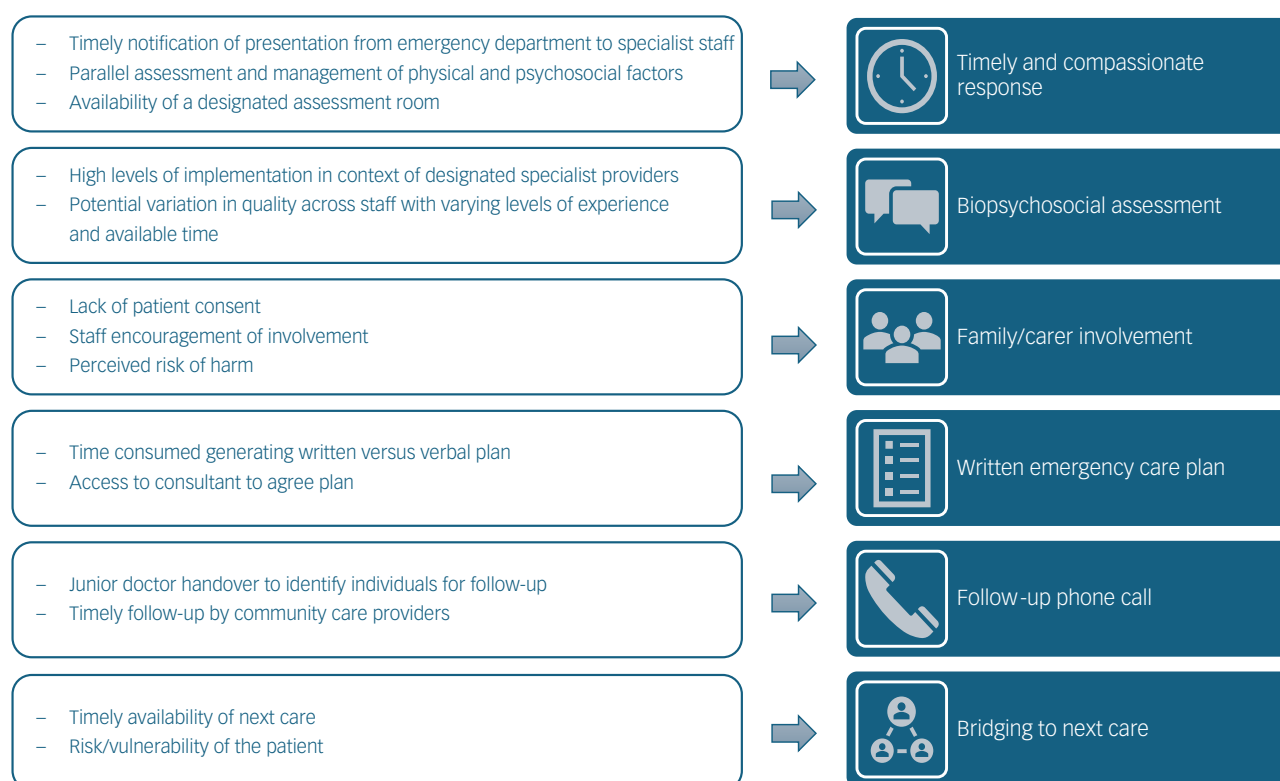 – Timely notification of presentation from emergency department to specialist staff
– Parallel assessment and management of physical and psychosocial factors
– Availability of a designated assessment room
Timely and compassionate
response
– High levels of implementation in context of designated specialist providers
– Potential variation in quality across staff with varying levels of experience
and available time
Biopsychosocial assessment
– Lack of patient consent
– Staff encouragement of involvement
– Perceived risk of harm
Family/carer involvement
– Time consumed generating written versus verbal plan
– Access to consultant to agree plan
Written emergency care plan
– Junior doctor handover to identify individuals for follow-up
– Timely follow-up by community care providers
Follow-up phone call
– Timely availability of next care
– Risk/vulnerability of the patient
Bridging to next care